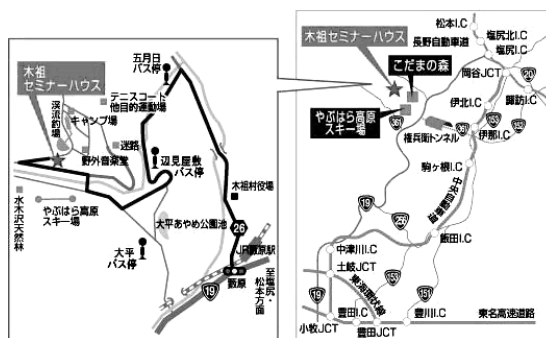 木祖
セミナーハウス
五月日
バス停
テニスコート
他目的運動場
渓流釣場
キャンプ場
迷路
野外音楽堂
辺見屋敷
バス停
木祖村役場
やぶはら高原
スキー場
水木沢天然林
大平あやめ公園池
大平
バス停
26
JR藪原駅
藪原
19
至塩尻・
松本方面
松本I.C
長野自動車道
塩尻北I.C
塩尻I.C
木祖
セミナーハウス
こだまの森
岡谷JCT
20
諏訪I.C
やぶはら高原
スキー場
伊北I.C
153
361
権兵衛トンネル
361
伊那I.C
駒ヶ根I.C
中央自動車道
19
256
飯田I.C
中津川I.C
土岐JCT
東海環状線
153
151
19
小牧JCT
豊田I.C
豊田JCT
豊川I.C
東名高速道路